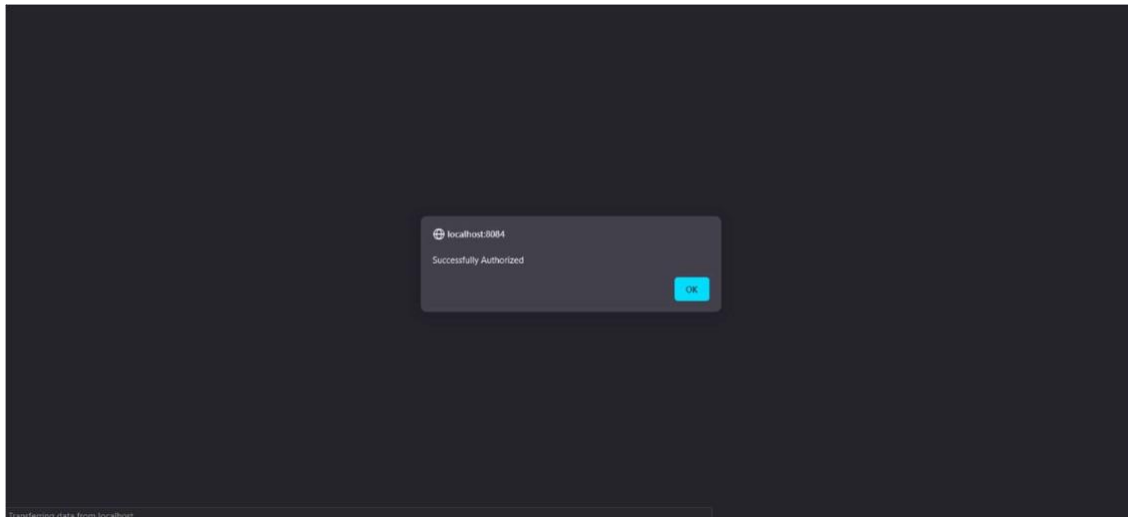 localhost:8084
Successfully Authorized
OK
Transferring data from localhost